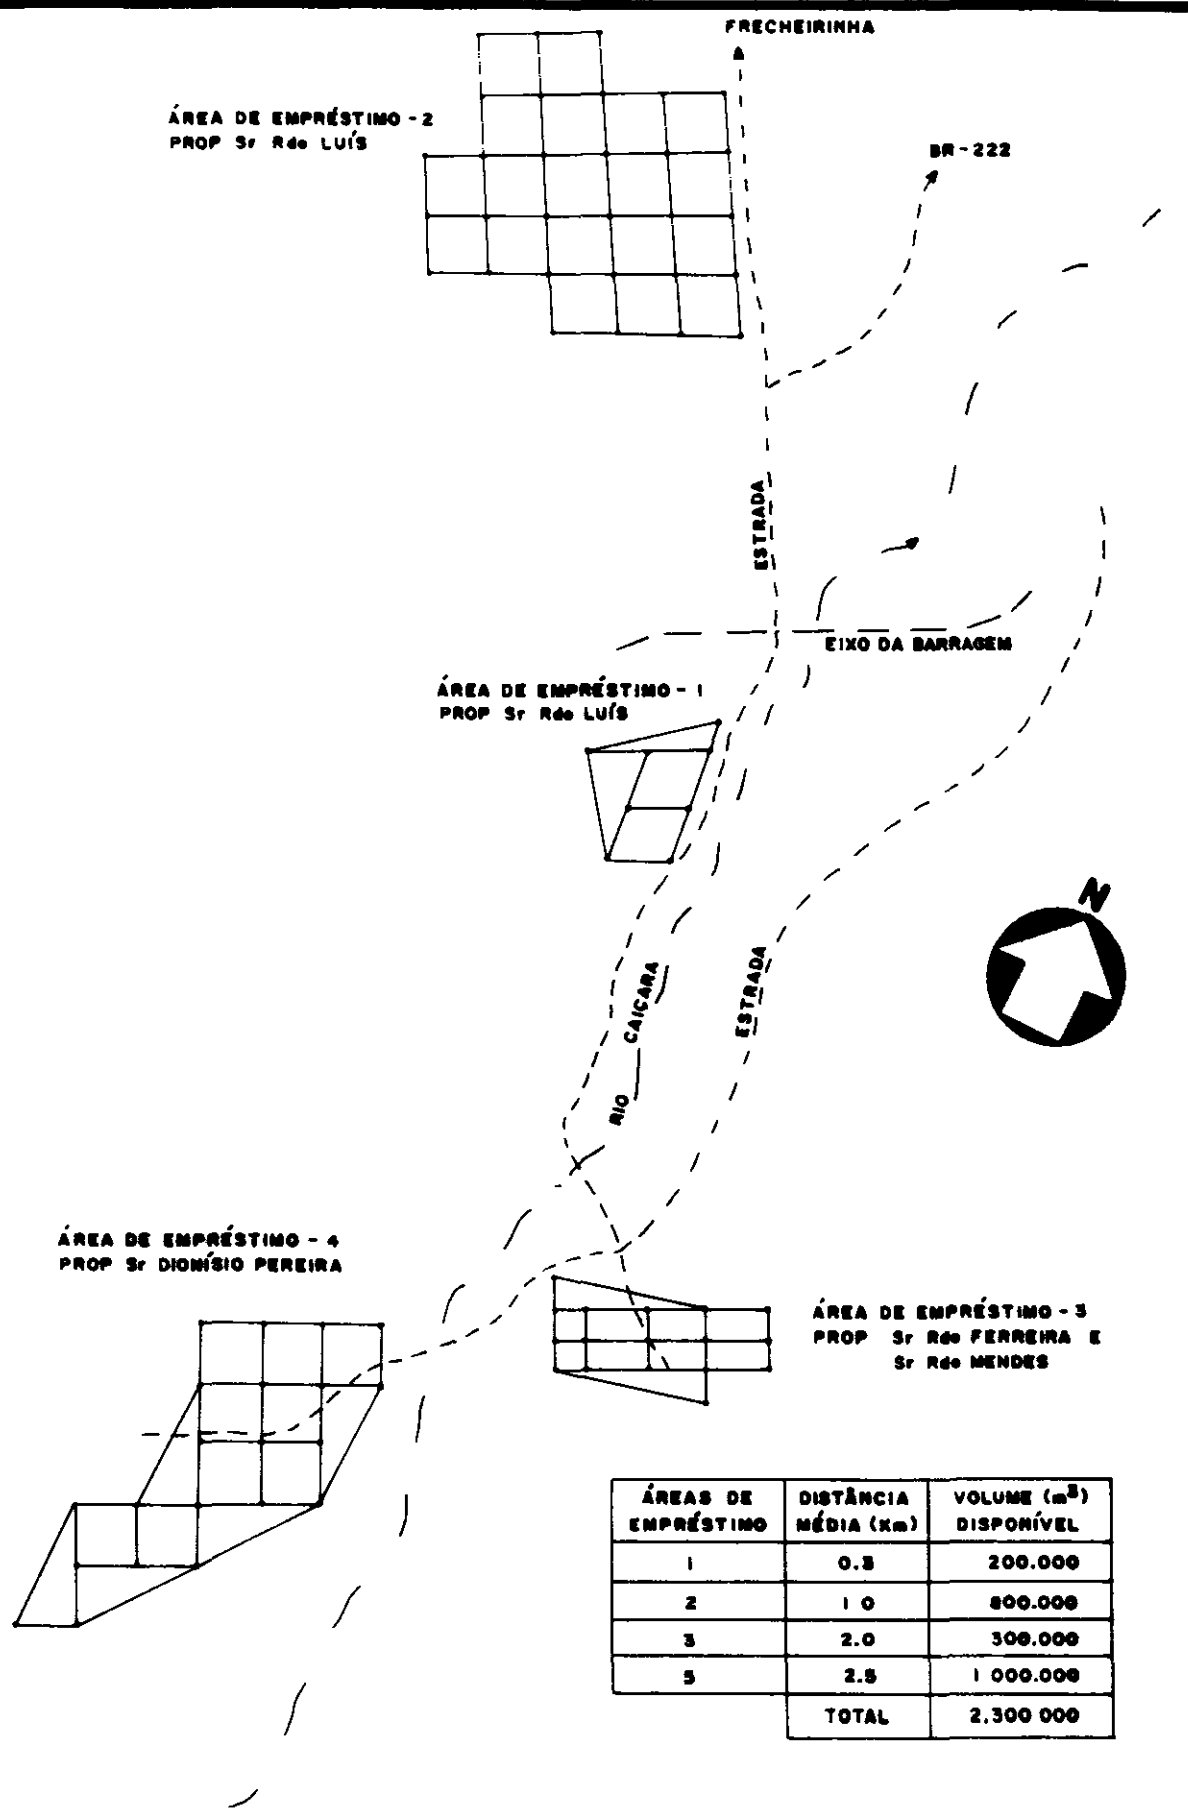 FRECHEIRINHA
ÁREA DE EMPRÉSTIMO - 2
PROP Sr Rdo LUÍS
BR-222
ESTRADA
EIXO DA BARRAGEM
ÁREA DE EMPRÉSTIMO - 1
PROP Sr Rdo LUÍS
N
ESTRADA
RIO CAIÇARA
ÁREA DE EMPRÉSTIMO - 4
PROP Sr DIONÍSIO PEREIRA
ÁREA DE EMPRÉSTIMO - 3
PROP Sr Rdo FERREIRA E
Sr Rdo MENDES
ÁREAS DE EMPRÉSTIMO DISTÂNCIA MÉDIA (Km) VOLUME (m³) DISPONÍVEL
1 0.3 200.000
2 1 0 800.000
3 2.0 300.000
5 2.5 1 000.000
TOTAL 2.300 000